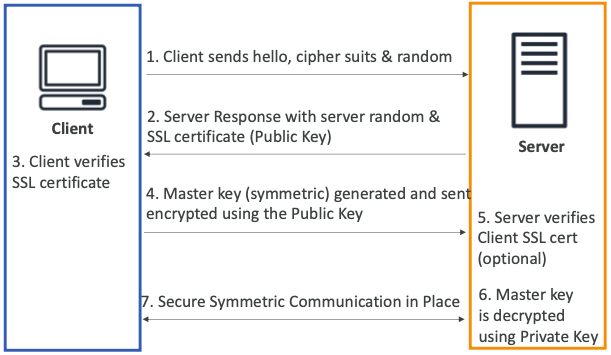 1. Client sends hello, cipher suits & random
2. Server Response with server random &
SSL certificate (Public Key)
Client
Server
3. Client verifies
SSL certificate
4. Master key (symmetric) generated and sent
encrypted using the Public Key
5. Server verifies
Client SSL cert
(optional)
6. Master key
is decrypted
using Private Key
7. Secure Symmetric Communication in Place